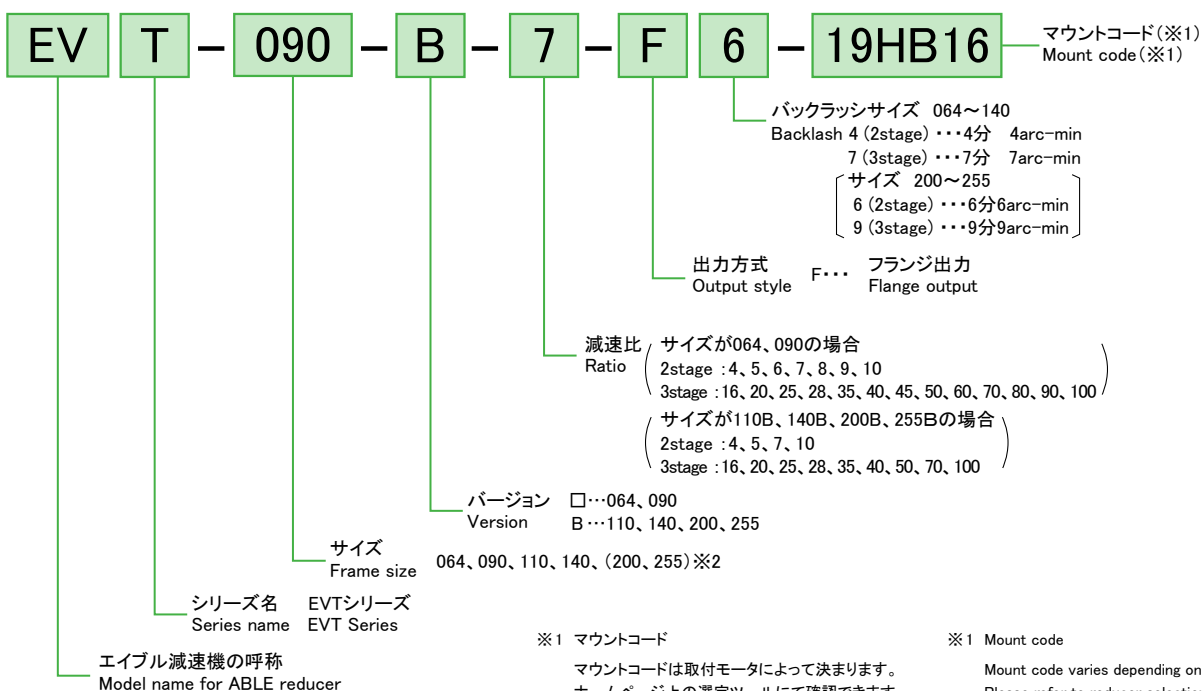 EV T - 090 - B - 7 - F 6 - 19HB16
マウントコード(※1)
Mount code(※1)
バックラッシサイズ 064～140
Backlash 4 (2stage) ･･･4分 4arc-min
7 (3stage) ･･･7分 7arc-min
サイズ 200～255
6 (2stage) ･･･6分6arc-min
9 (3stage) ･･･9分9arc-min
出力方式 F･･･ フランジ出力
Output style Flange output
減速比
Ratio
サイズが064、090の場合
2stage :4、5、6、7、8、9、10
3stage :16、20、25、28、35、40、45、50、60、70、80、90、100
サイズが110B、140B、200B、255Bの場合
2stage :4、5、7、10
3stage :16、20、25、28、35、40、50、70、100
バージョン □…064、090
Version B…110、140、200、255
サイズ
Frame size 064、090、110、140、(200、255)※2
シリーズ名 EVTシリーズ
Series name EVT Series
エイブル減速機の呼称
Model name for ABLE reducer
※1 マウントコード
マウントコードは取付モータによって決まります。
※1 Mount code
Mount code varies depending on